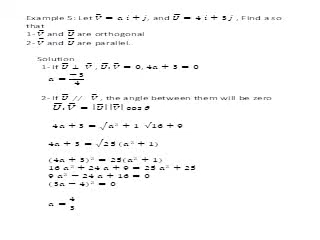 Example 5: Let V⃗ = a i + j, and U⃗ = 4 i + 3j , Find a so
that
1- V⃗ and U⃗ are orthogonal
2- V⃗ and U⃗ are parallel.
Solution
1- if U⃗ ⊥ V⃗ , U⃗. V⃗ = 0, 4a + 3 = 0
a = −3/4
2- if U⃗ // V⃗ , the angle between them will be zero
U⃗. V⃗ = |U⃗||V⃗| cos θ
4a + 3 = √a² + 1 √16 + 9
4a + 3 = √25 (a² + 1)
(4a + 3)² = 25(a² + 1)
16 a² + 24 a + 9 = 25 a² + 25
9 a² − 24 a + 16 = 0
(3a − 4)² = 0
a = 4/3